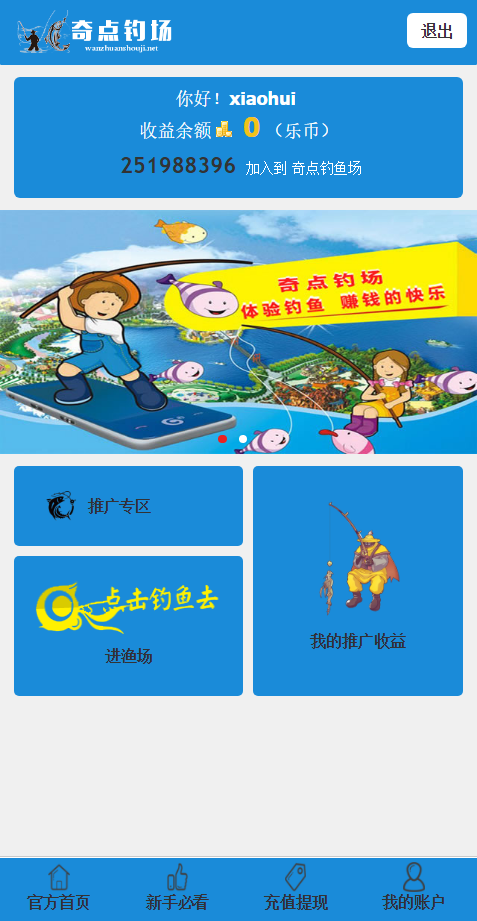 奇点钓场
wanzhuanshouji.net
退出
你好！xiaohui
收益余额 0 （乐币）
251988396 加入到 奇点钓鱼场
奇点钓场
体验钓鱼 赚钱的快乐
推广专区
点击钓鱼去
进渔场
我的推广收益
官方首页
新手必看
充值提现
我的账户